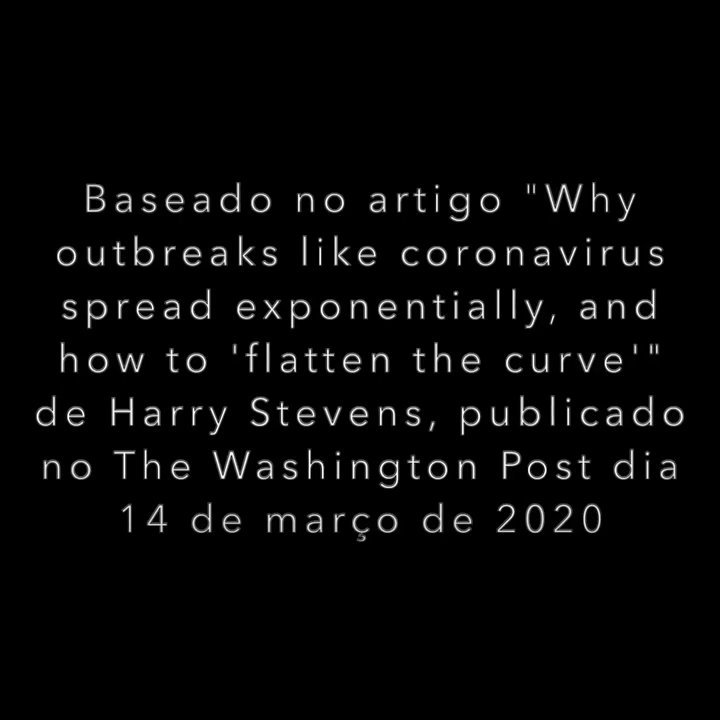 Baseado no artigo "Why
outbreaks like coronavirus
spread exponentially, and
how to 'flatten the curve'"
de Harry Stevens, publicado
no The Washington Post dia
14 de março de 2020